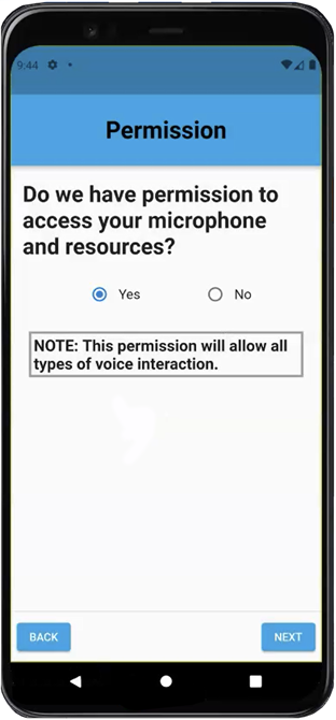 9:44
Permission
Do we have permission to
access your microphone
and resources?
Yes
No
NOTE: This permission will allow all
types of voice interaction.
BACK
NEXT